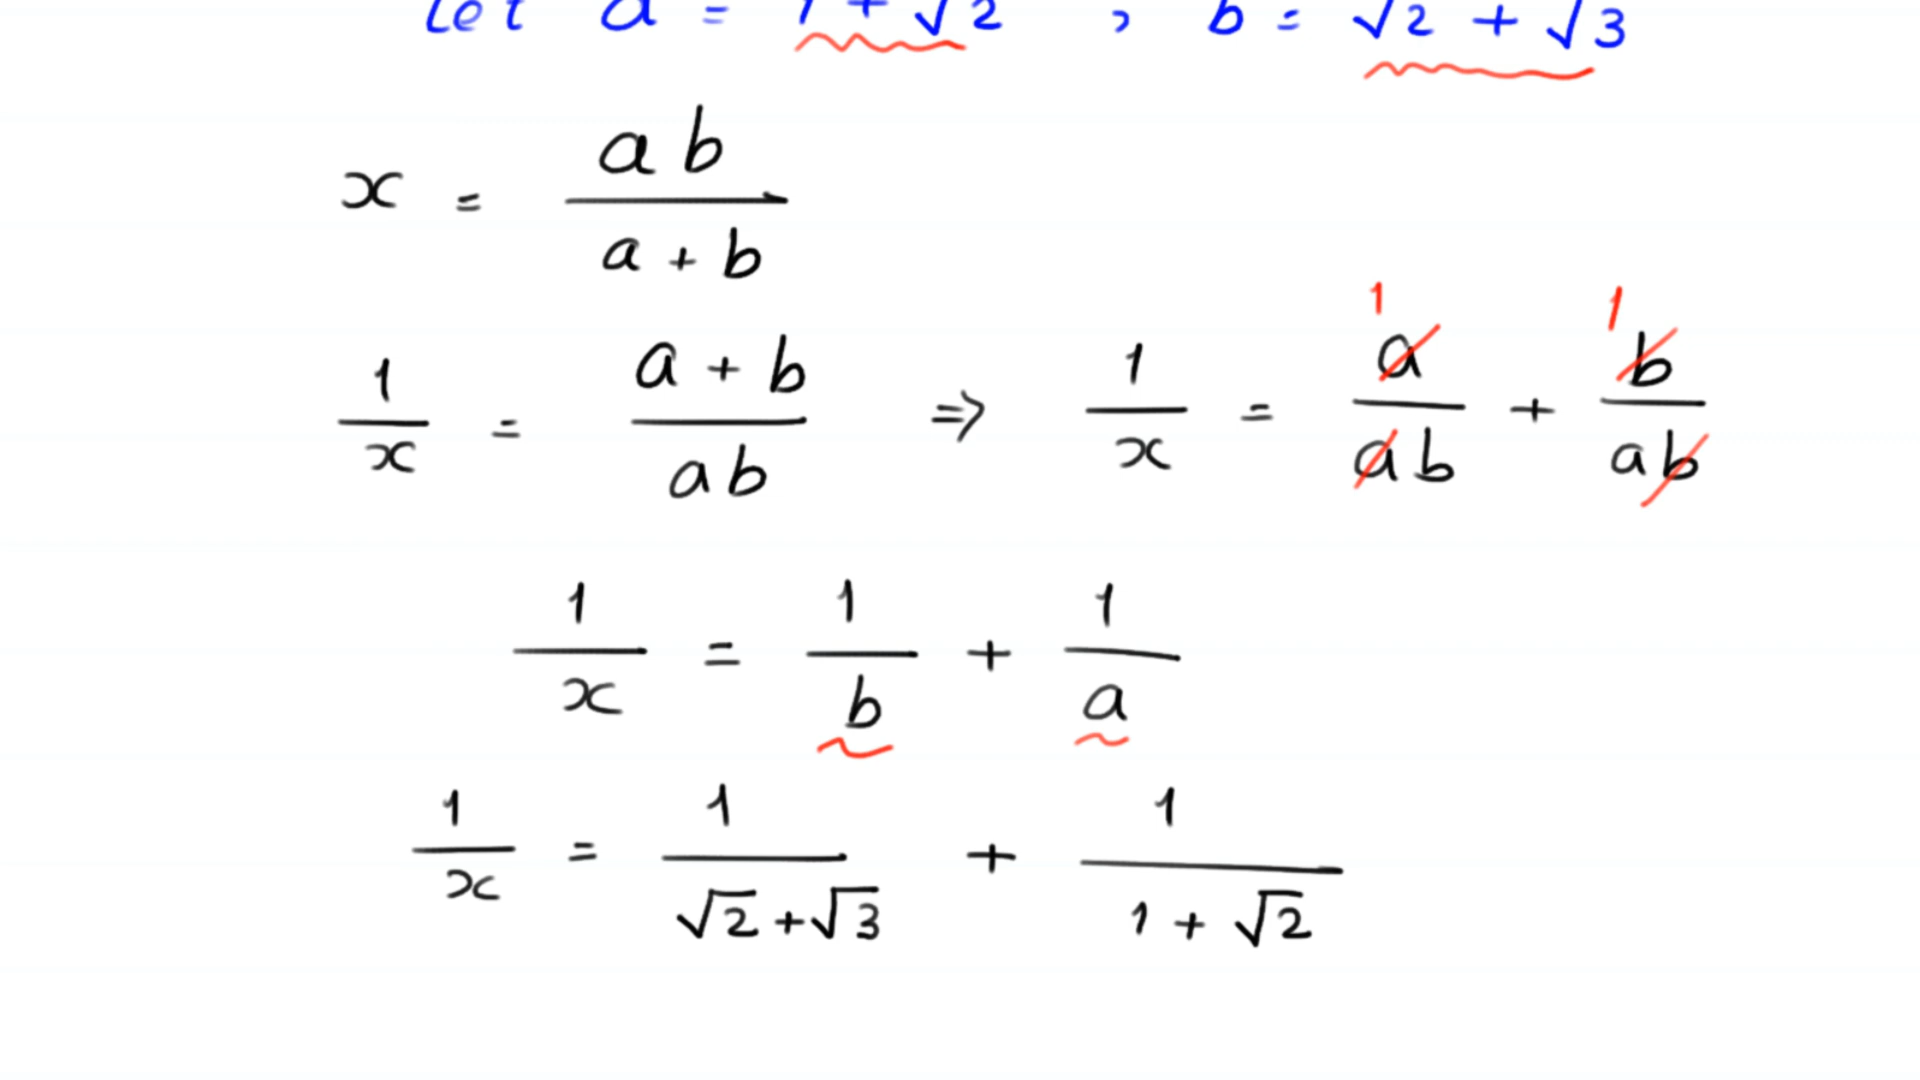 Let a = 1 + √2 , b = √2 + √3
x = ab / (a + b)
1/x = (a + b)/(ab) ⇒ 1/x = a/(ab) + b/(ab) 1 1
1/x = 1/b + 1/a
1/x = 1/(√2 + √3) + 1/(1 + √2)